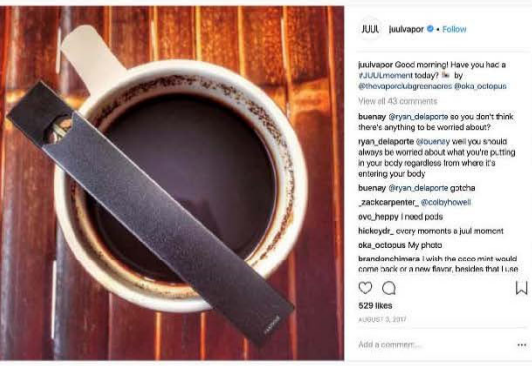 JUUL juulvapor • Follow
juulvapor Good morning! Have you had a
#JUULmoment today? by
@thevaporclubgreenacres @oka_octopus
View all 43 comments
buenay @ryan_delaporte so you don't think
there's anything to be worried about?
ryan_delaporte @buenay well you should
always be worried about what you're putting
in your body regardless from where it's
entering your body
buenay @ryan_delaporte gotcha
_zackcarpenter_ @colbyhowell
ovo_heppy I need pods
hickeydr_ every moments a juul moment
oka_octopus My photo
brandonchimera I wish the coco mint would
come back or a new flavor, besides that I use
529 likes
AUGUST 3, 2017
Add a comment...